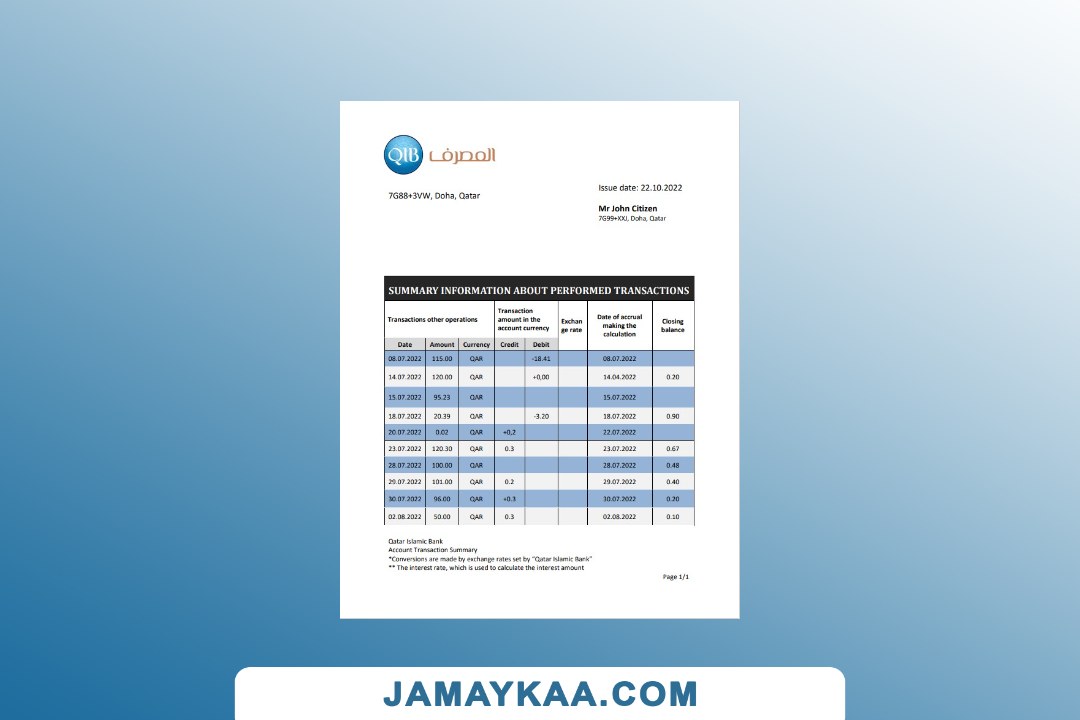 QIB المصرف
7G88+3VW, Doha, Qatar
Issue date: 22.10.2022
Mr John Citizen
7G99+XXJ, Doha, Qatar
SUMMARY INFORMATION ABOUT PERFORMED TRANSACTIONS
Transactions other operations
Transaction
amount in the
account currency
Exchan
ge rate
Date of accrual
making the
calculation
Closing
balance
Date Amount Currency Credit Debit
08.07.2022 115.00 QAR -18.41 08.07.2022
14.07.2022 120.00 QAR +0,00 14.04.2022 0.20
15.07.2022 95.23 QAR 15.07.2022
18.07.2022 20.39 QAR -3.20 18.07.2022 0.90
20.07.2022 0.02 QAR +0,2 22.07.2022
23.07.2022 120.30 QAR 0.3 23.07.2022 0.67
28.07.2022 100.00 QAR 28.07.2022 0.48
29.07.2022 101.00 QAR 0.2 29.07.2022 0.40
30.07.2022 96.00 QAR +0.3 30.07.2022 0.20
02.08.2022 50.00 QAR 0.3 02.08.2022 0.10
Qatar Islamic Bank
Account Transaction Summary
*Conversions are made by exchange rates set by "Qatar Islamic Bank"
** The interest rate, which is used to calculate the interest amount
Page 1/1
JAMAYKAA.COM